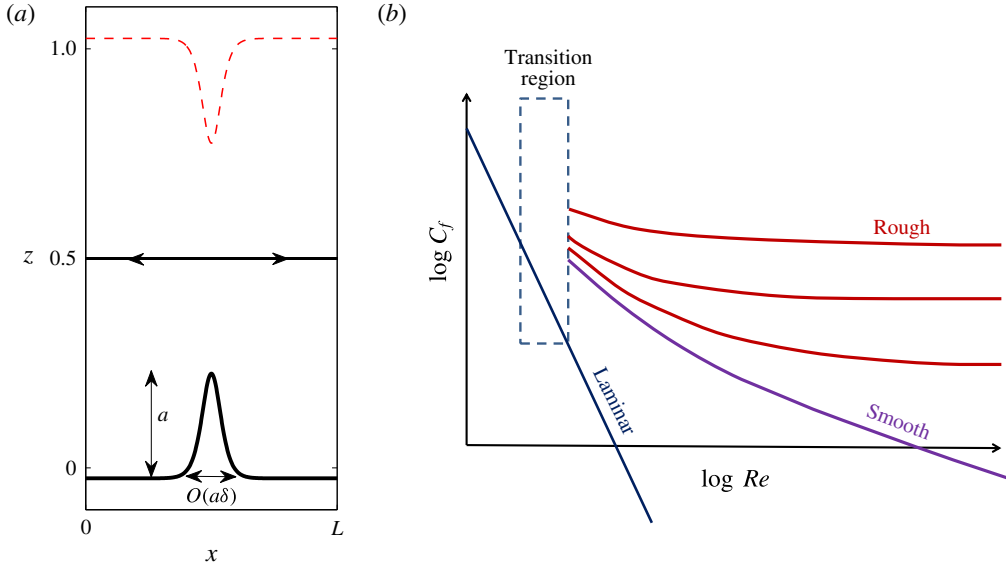 (a)
1.0
z
0.5
a
0
O(aδ)
0
L
x
(b)
Transition
region
log C_f
Rough
Laminar
Smooth
log Re